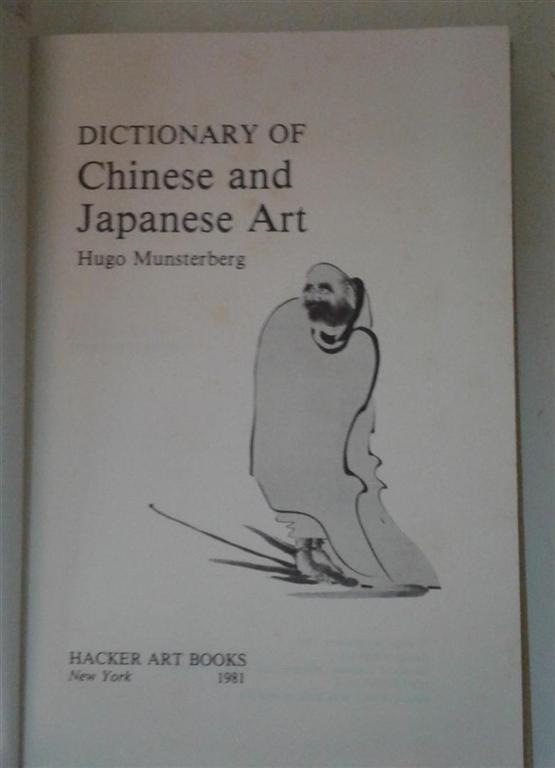 DICTIONARY OF
Chinese and
Japanese Art
Hugo Munsterberg
HACKER ART BOOKS
New York 1981